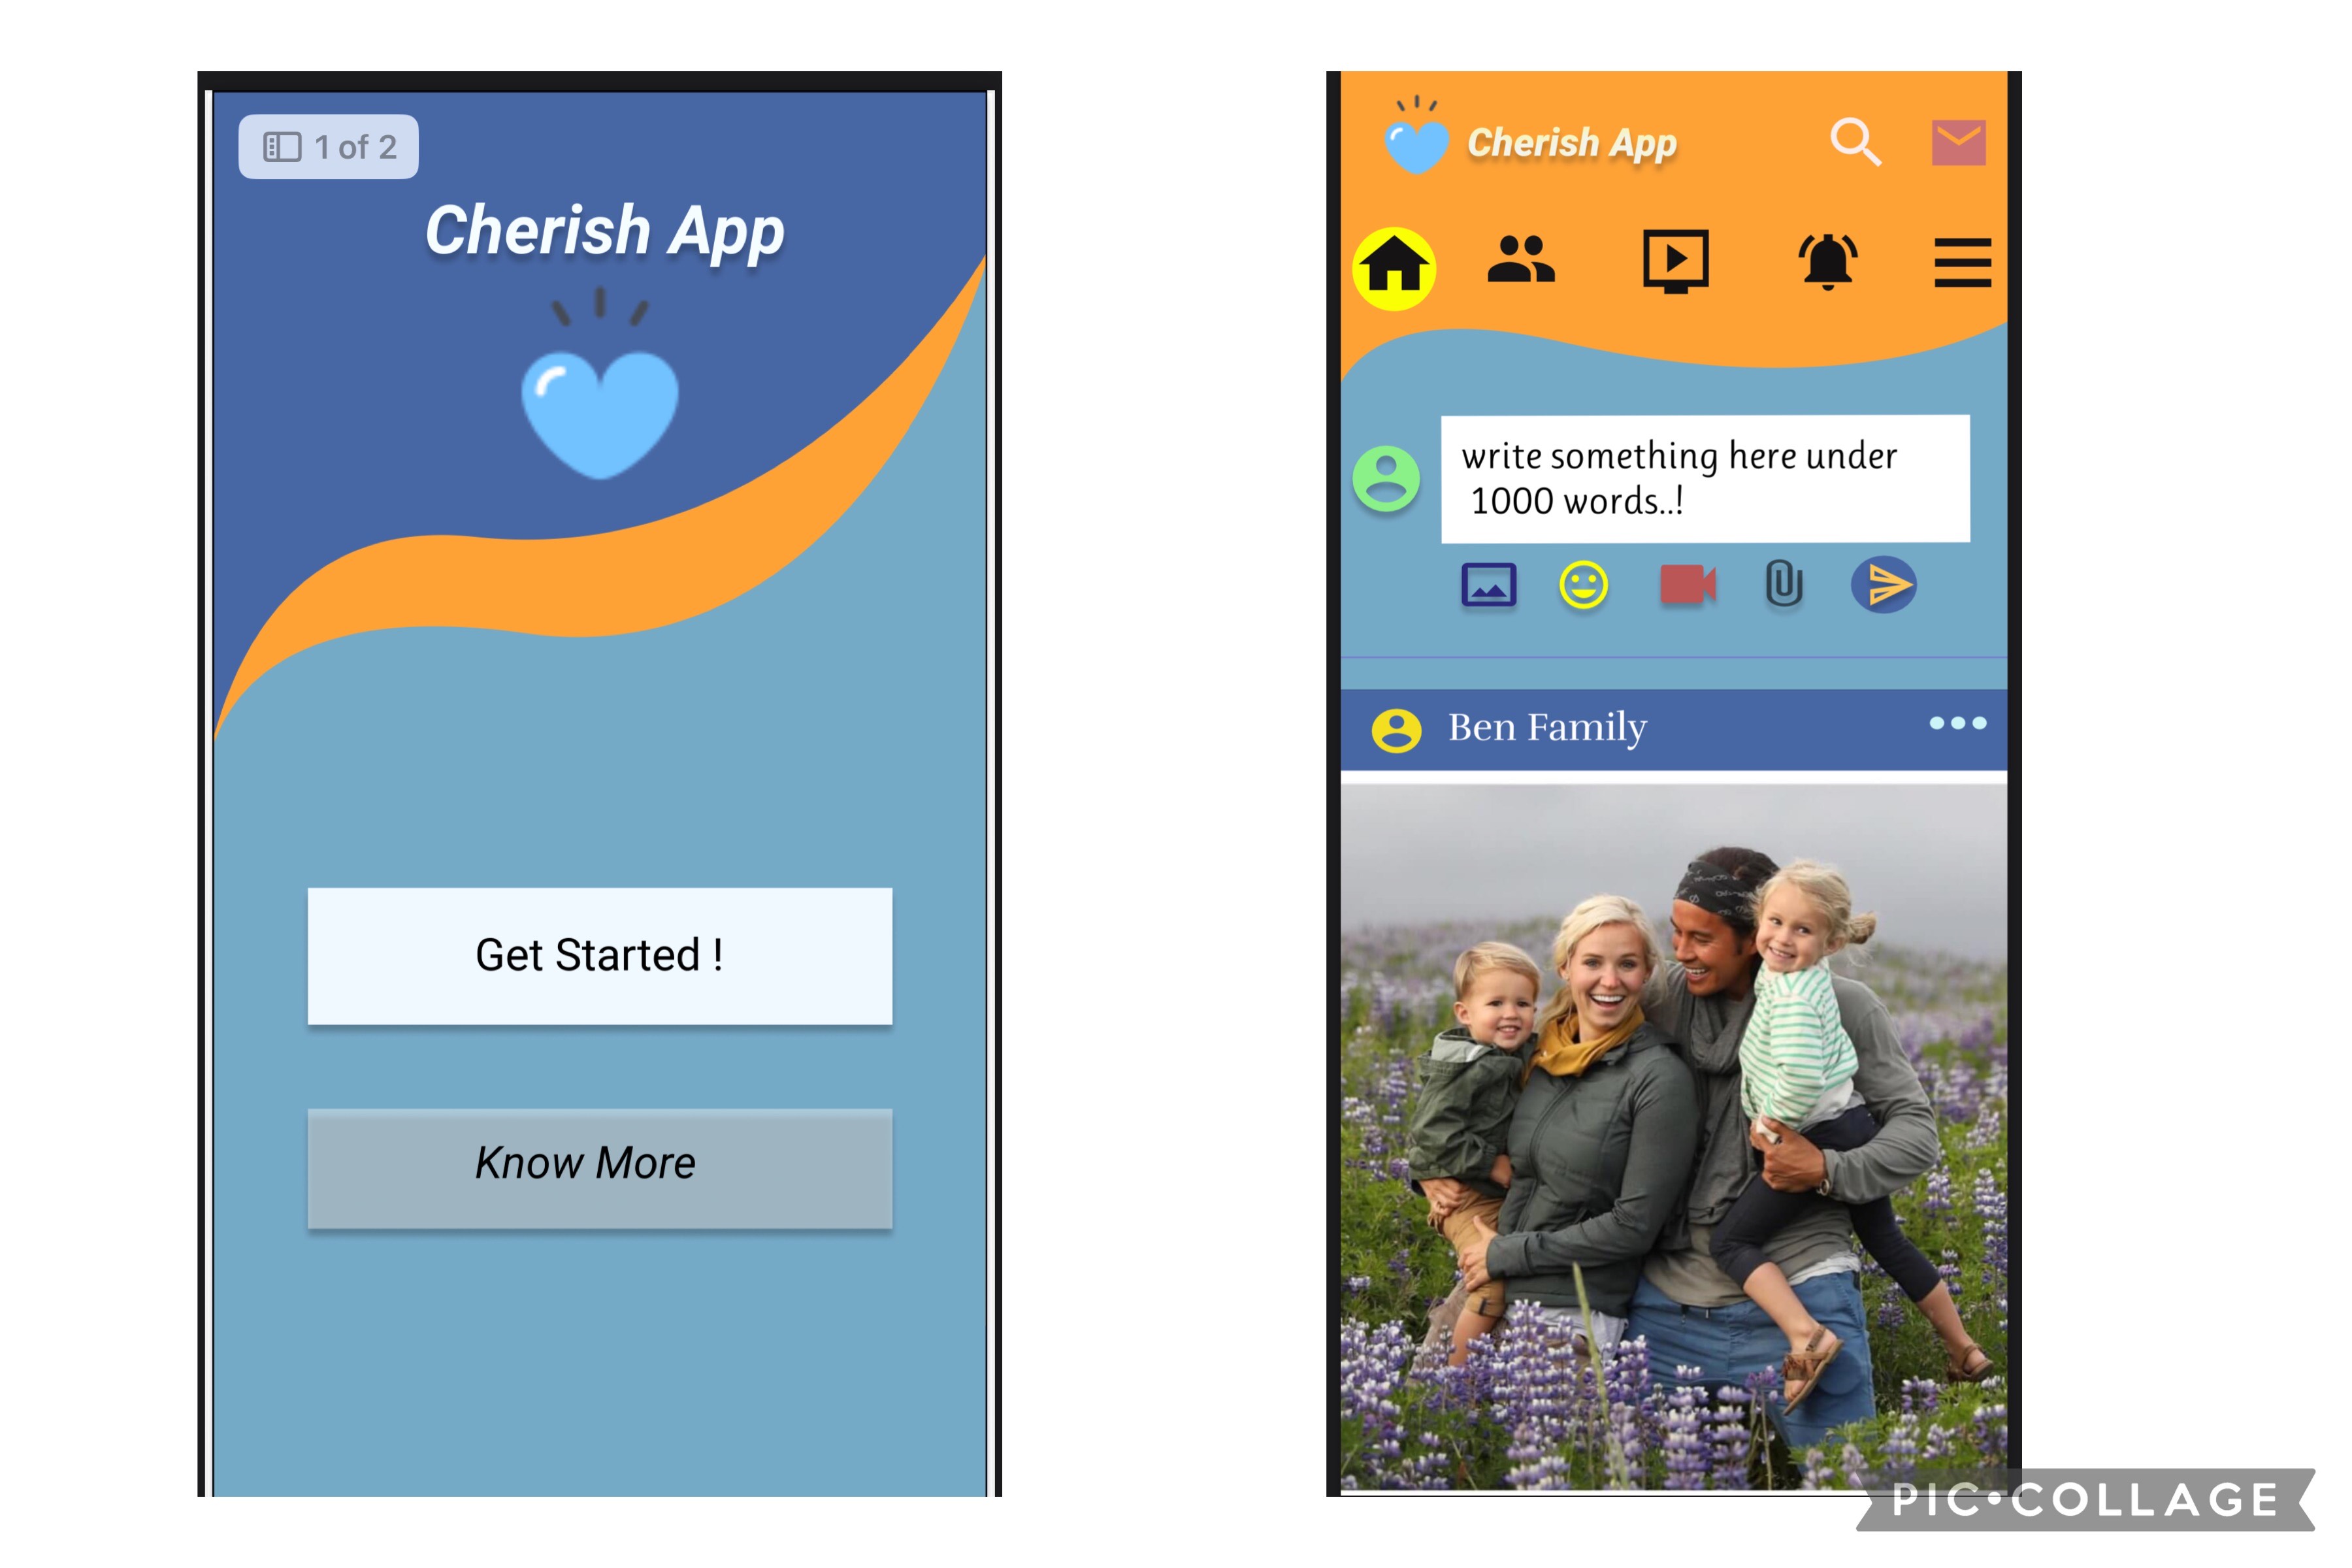 1 of 2
Cherish App
Get Started !
Know More
Cherish App
write something here under
1000 words..!
Ben Family
PIC•COLLAGE